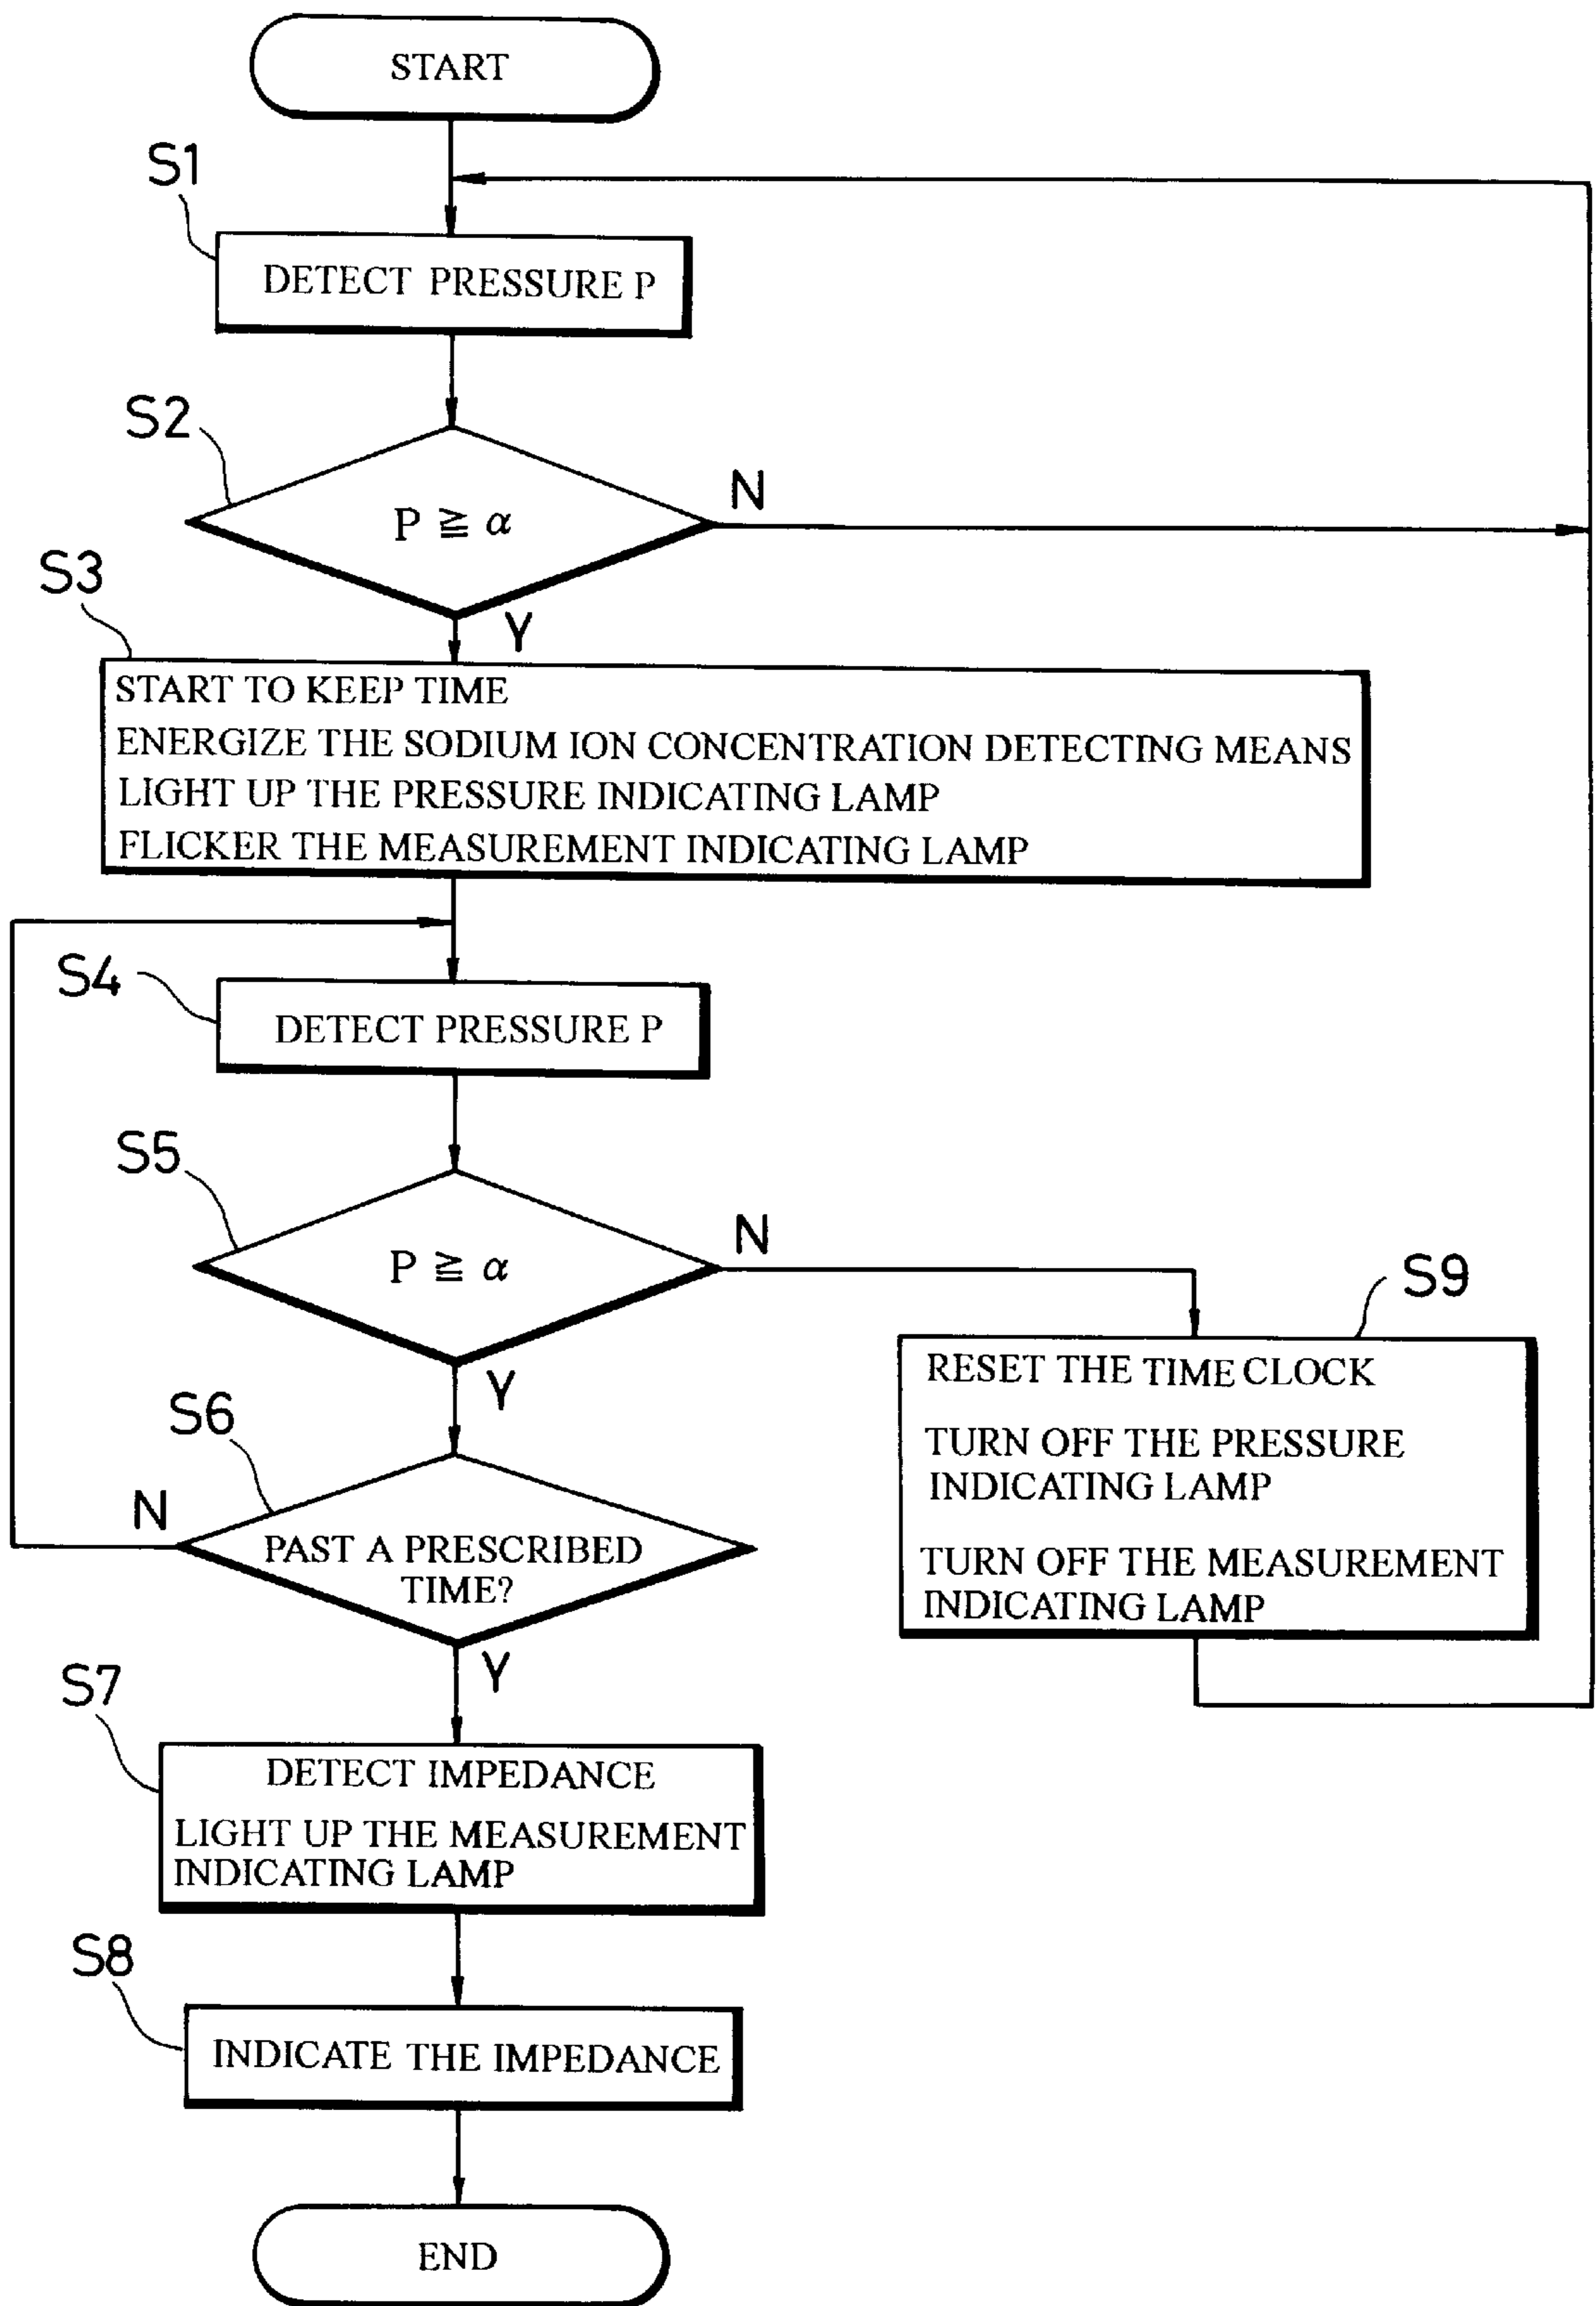 START
S1
DETECT PRESSURE P
S2
P ≧ α
N
Y
S3
START TO KEEP TIME
ENERGIZE THE SODIUM ION CONCENTRATION DETECTING MEANS
LIGHT UP THE PRESSURE INDICATING LAMP
FLICKER THE MEASUREMENT INDICATING LAMP
S4
DETECT PRESSURE P
S5
P ≧ α
N
Y
S9
RESET THE TIME CLOCK
TURN OFF THE PRESSURE
INDICATING LAMP
TURN OFF THE MEASUREMENT
INDICATING LAMP
S6
N
PAST A PRESCRIBED
TIME?
Y
S7
DETECT IMPEDANCE
LIGHT UP THE MEASUREMENT
INDICATING LAMP
S8
INDICATE THE IMPEDANCE
END